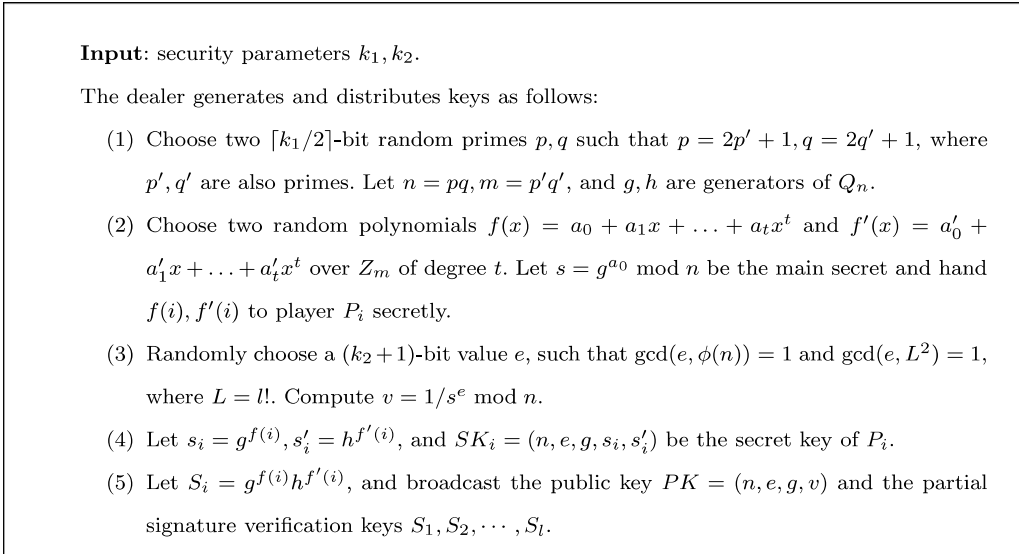 Input: security parameters k₁, k₂.
The dealer generates and distributes keys as follows:
(1) Choose two ⌈k₁/2⌉-bit random primes p, q such that p = 2p′ + 1, q = 2q′ + 1, where
p′, q′ are also primes. Let n = pq, m = p′q′, and g, h are generators of Qₙ.
(2) Choose two random polynomials f(x) = a₀ + a₁x + … + aₜxᵗ and f′(x) = a′₀ +
a′₁x + … + a′ₜxᵗ over Zₘ of degree t. Let s = g^{a₀} mod n be the main secret and hand
f(i), f′(i) to player Pᵢ secretly.
(3) Randomly choose a (k₂+1)-bit value e, such that gcd(e, ϕ(n)) = 1 and gcd(e, L²) = 1,
where L = l!. Compute v = 1/sᵉ mod n.
(4) Let sᵢ = g^{f(i)}, s′ᵢ = h^{f′(i)}, and SKᵢ = (n, e, g, sᵢ, s′ᵢ) be the secret key of Pᵢ.
(5) Let Sᵢ = g^{f(i)}h^{f′(i)}, and broadcast the public key PK = (n, e, g, v) and the partial
signature verification keys S₁, S₂, ⋯ , Sₗ.